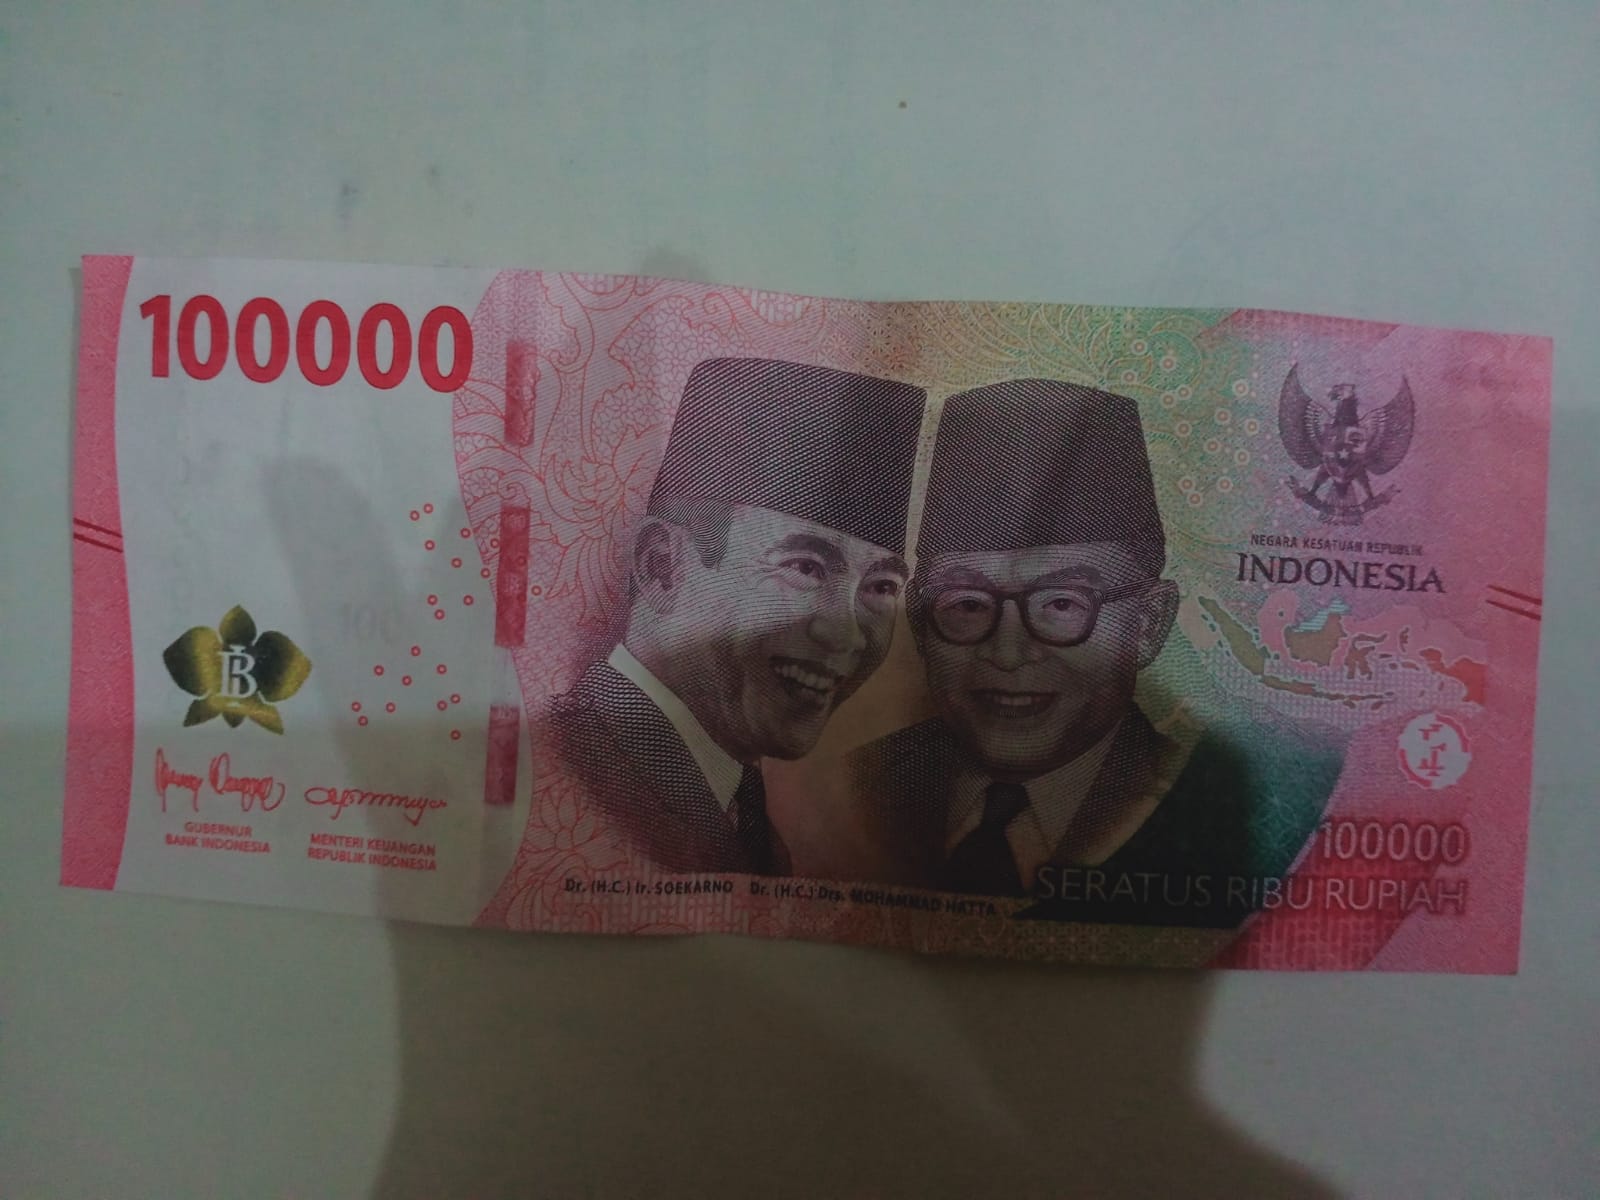 100000
BI
GUBERNUR
BANK INDONESIA
MENTERI KEUANGAN
REPUBLIK INDONESIA
Dr. (H.C.) Ir. SOEKARNO
Dr. (H.C.) Drs. MOHAMMAD HATTA
NEGARA KESATUAN REPUBLIK
INDONESIA
100000
SERATUS RIBU RUPIAH